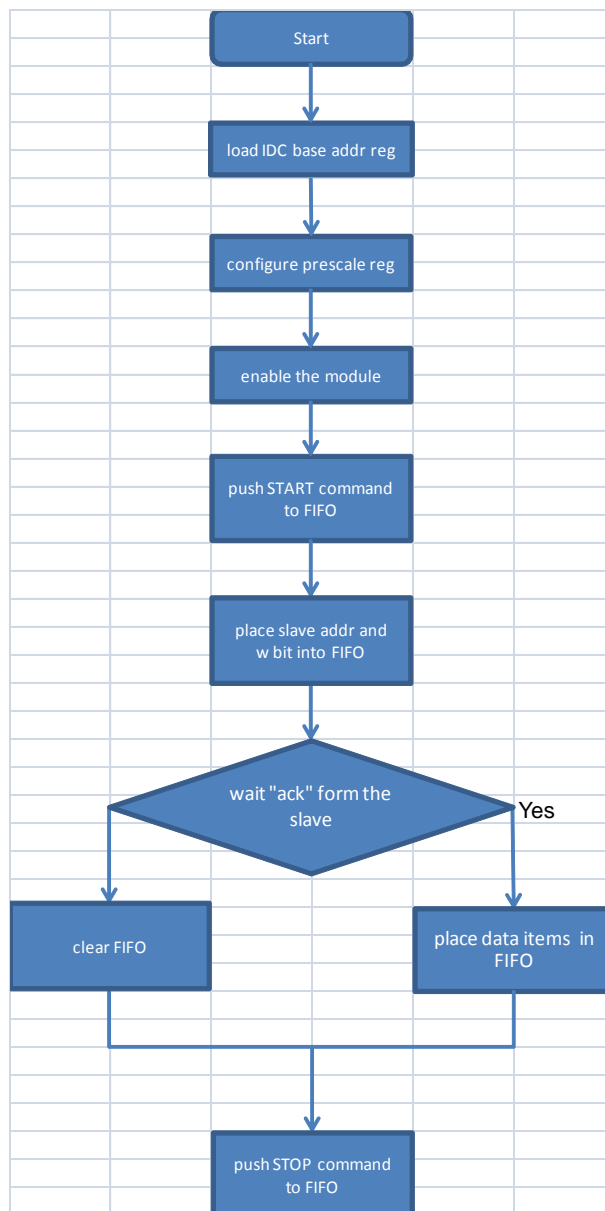 Start
load IDC base addr reg
configure prescale reg
enable the module
push START command
to FIFO
place slave addr and
w bit into FIFO
wait "ack" form the
slave
Yes
clear FIFO
place data items in
FIFO
push STOP command
to FIFO